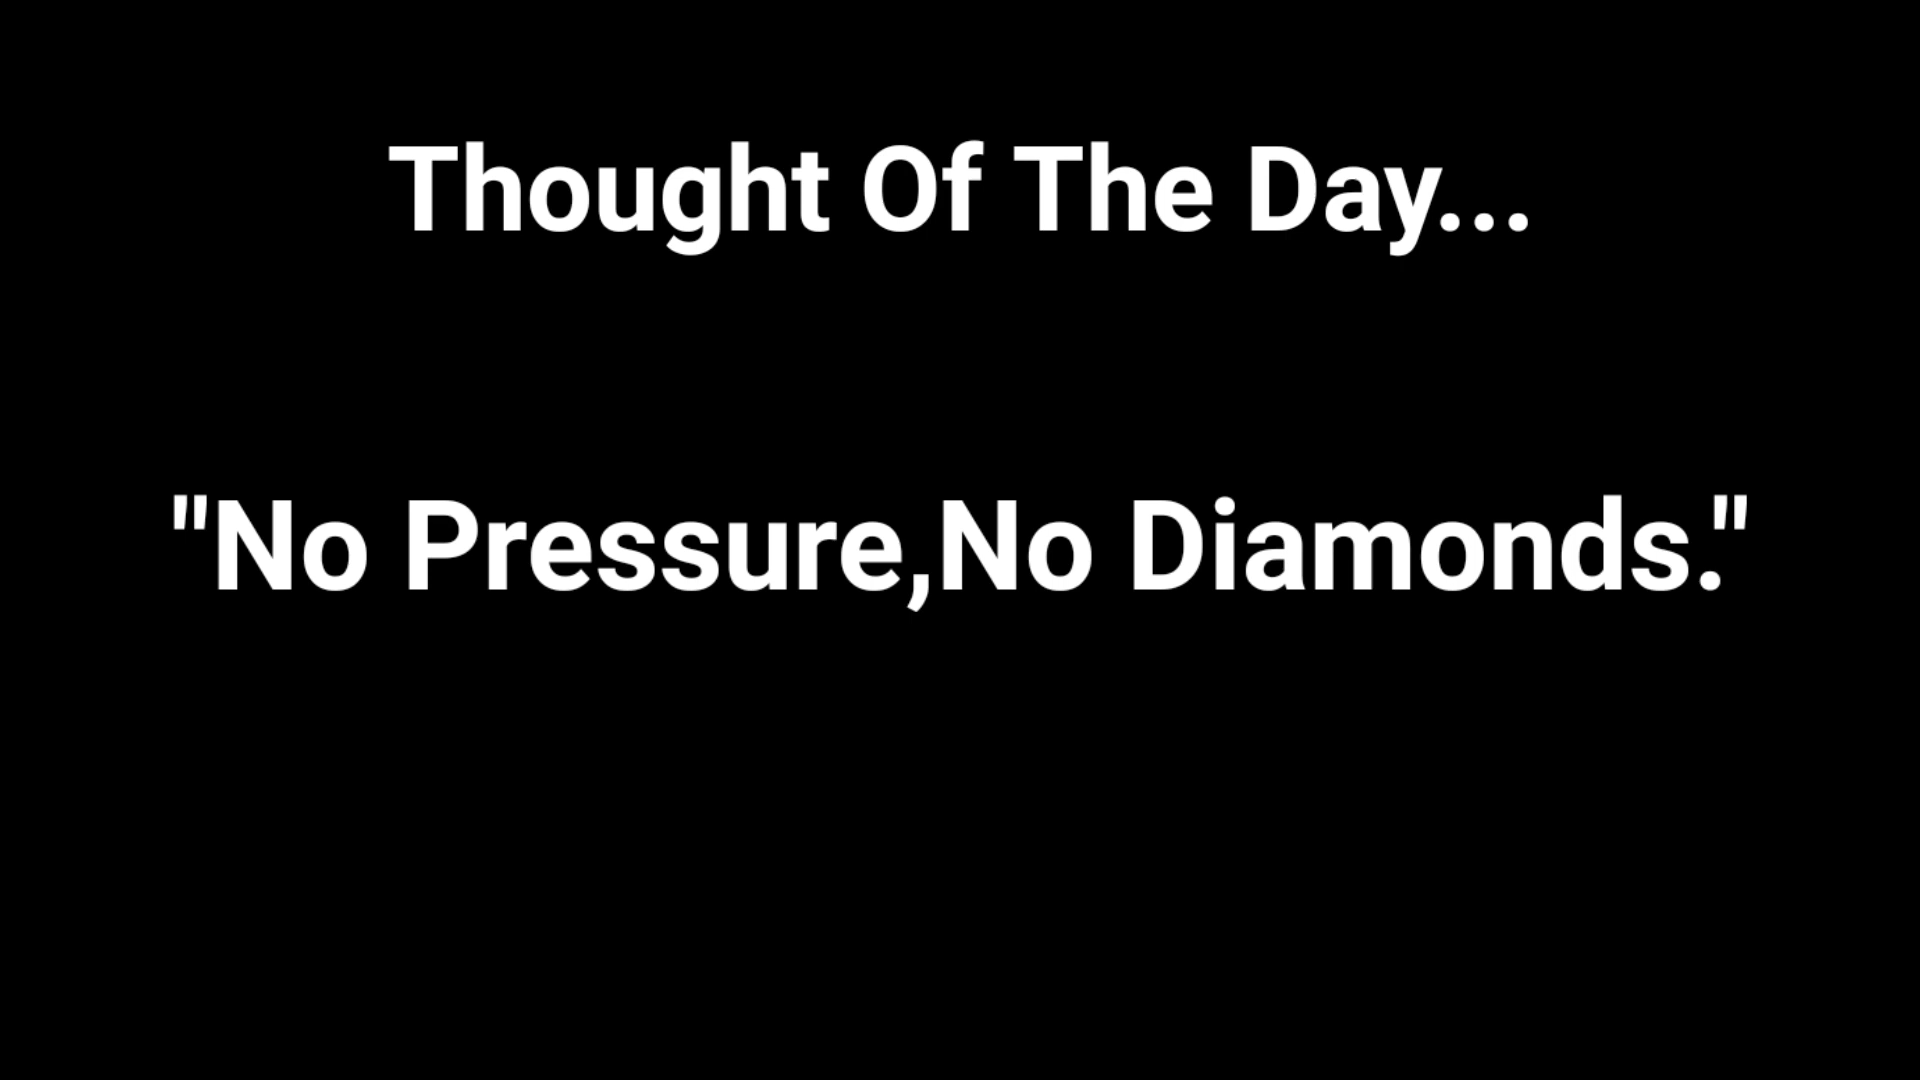 Thought Of The Day...
"No Pressure,No Diamonds."